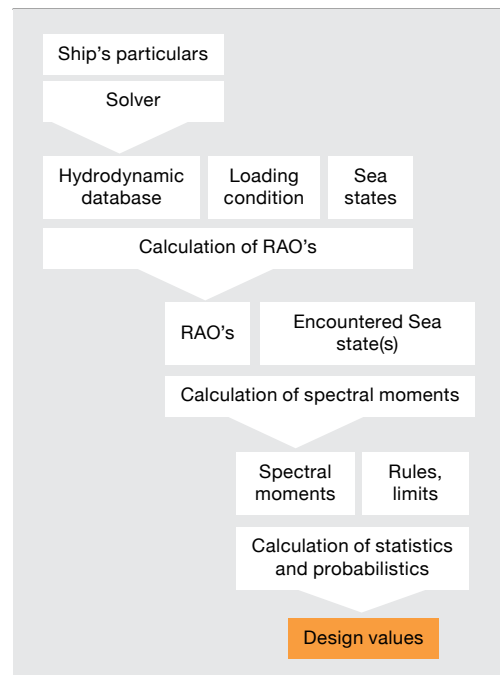 Ship's particulars
Solver
Hydrodynamic
database
Loading
condition
Sea
states
Calculation of RAO's
RAO's
Encountered Sea
state(s)
Calculation of spectral moments
Spectral
moments
Rules,
limits
Calculation of statistics
and probabilistics
Design values